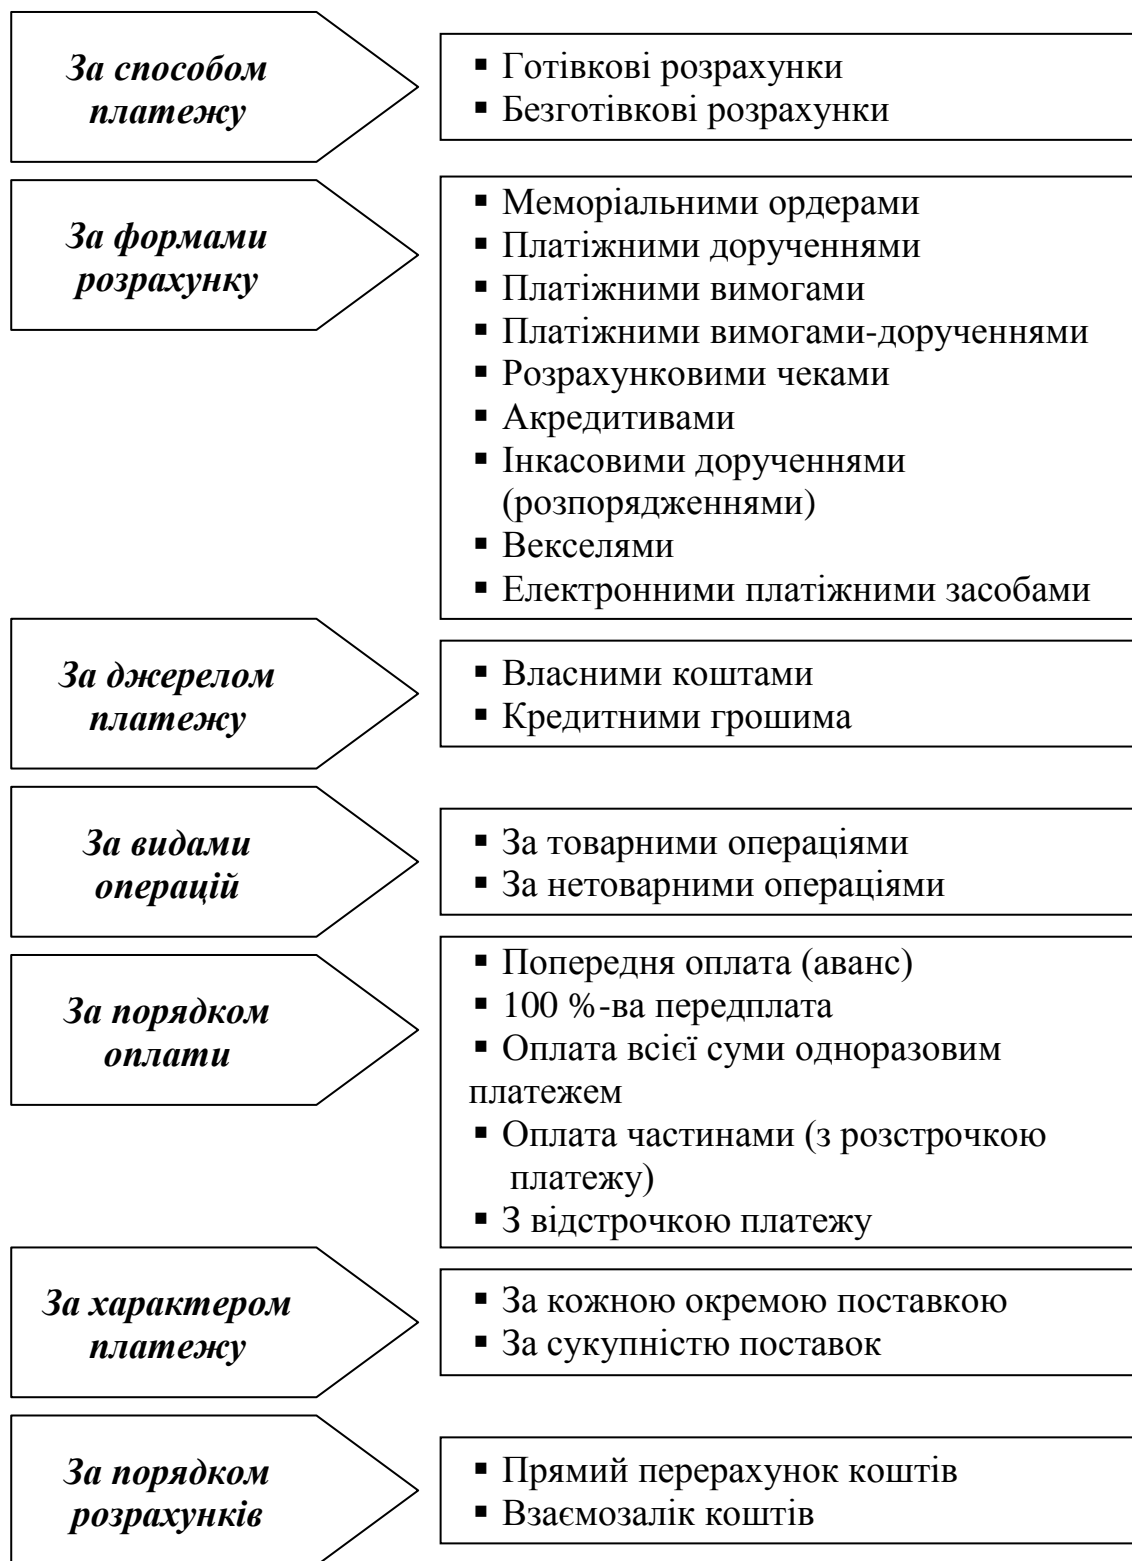 За способом
платежу
▪ Готівкові розрахунки
▪ Безготівкові розрахунки
За формами
розрахунку
▪ Меморіальними ордерами
▪ Платіжними дорученнями
▪ Платіжними вимогами
▪ Платіжними вимогами-дорученнями
▪ Розрахунковими чеками
▪ Акредитивами
▪ Інкасовими дорученнями
(розпорядженнями)
▪ Векселями
▪ Електронними платіжними засобами
За джерелом
платежу
▪ Власними коштами
▪ Кредитними грошима
За видами
операцій
▪ За товарними операціями
▪ За нетоварними операціями
За порядком
оплати
▪ Попередня оплата (аванс)
▪ 100 %-ва передплата
▪ Оплата всієї суми одноразовим
платежем
▪ Оплата частинами (з розстрочкою
платежу)
▪ З відстрочкою платежу
За характером
платежу
▪ За кожною окремою поставкою
▪ За сукупністю поставок
За порядком
розрахунків
▪ Прямий перерахунок коштів
▪ Взаємозалік коштів